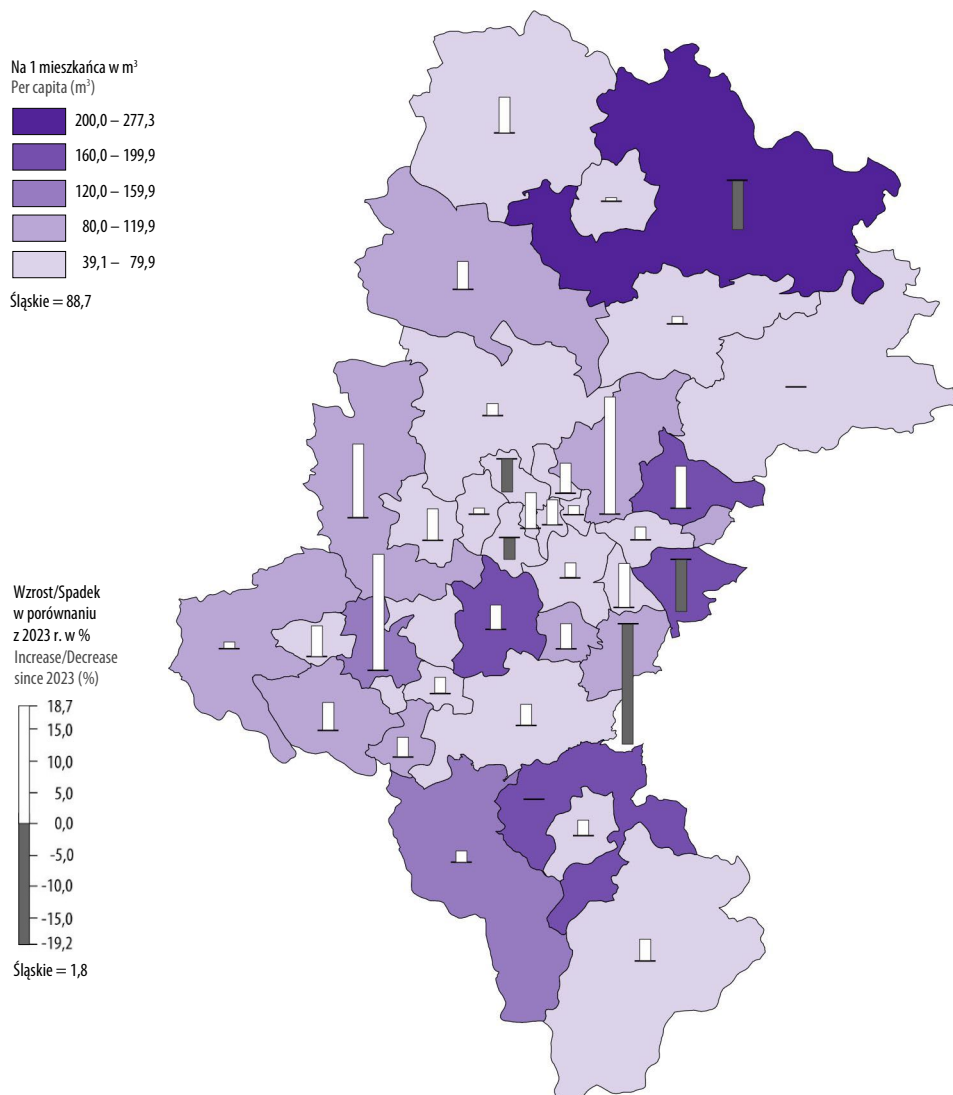 Na 1 mieszkańca w m³
Per capita (m³)
200,0 – 277,3
160,0 – 199,9
120,0 – 159,9
80,0 – 119,9
39,1 – 79,9
Śląskie = 88,7
Wzrost/Spadek
w porównaniu
z 2023 r. w %
Increase/Decrease
since 2023 (%)
18,7
15,0
10,0
5,0
0,0
-5,0
-10,0
-15,0
-19,2
Śląskie = 1,8